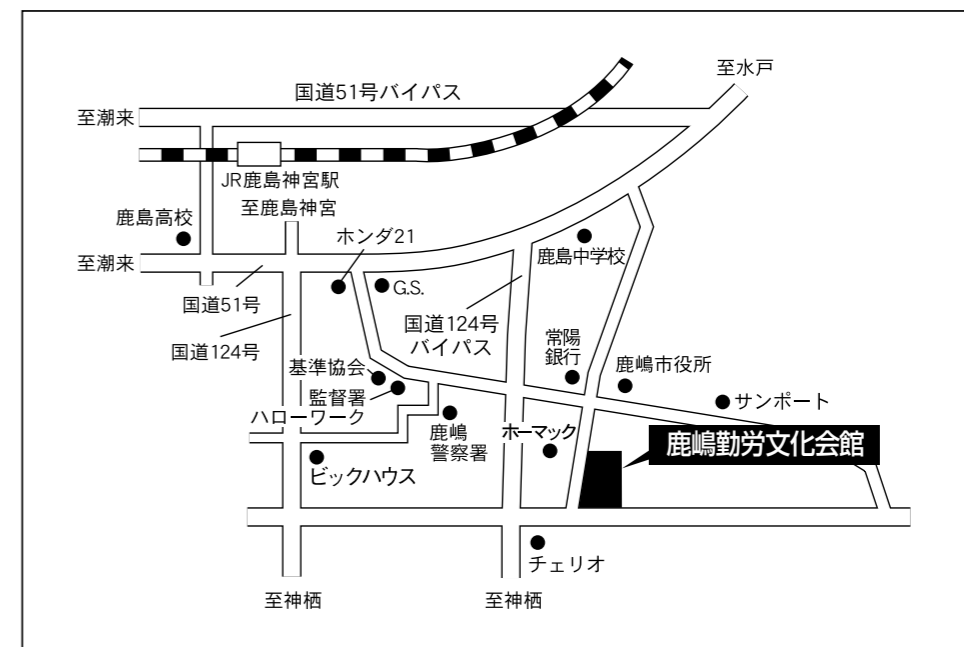 至水戸
国道51号バイパス
至潮来
JR鹿島神宮駅
至鹿島神宮
鹿島高校
ホンダ21
鹿島中学校
至潮来
G.S.
国道51号
国道124号
バイパス
国道124号
常陽
銀行
基準協会
鹿嶋市役所
監督署
サンポート
ハローワーク
鹿嶋
警察署
ホーマック
鹿嶋勤労文化会館
ビックハウス
チェリオ
至神栖
至神栖